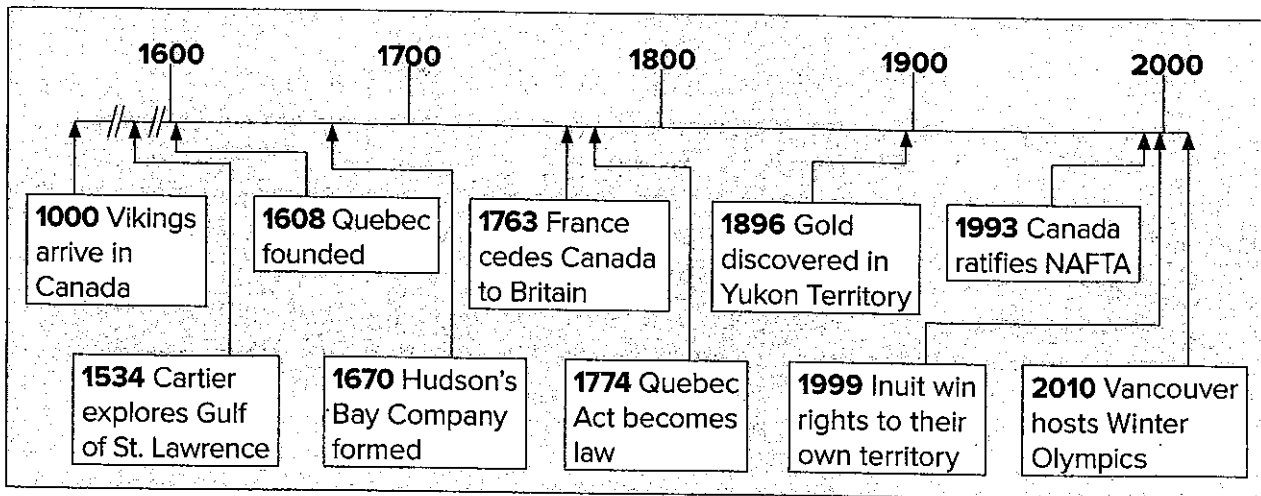 1600
1700
1800
1900
2000
1000 Vikings
arrive in
Canada
1608 Quebec
founded
1763 France
cedes Canada
to Britain
1896 Gold
discovered in
Yukon Territory
1993 Canada
ratifies NAFTA
1534 Cartier
explores Gulf
of St. Lawrence
1670 Hudson's
Bay Company
formed
1774 Quebec
Act becomes
law
1999 Inuit win
rights to their
own territory
2010 Vancouver
hosts Winter
Olympics